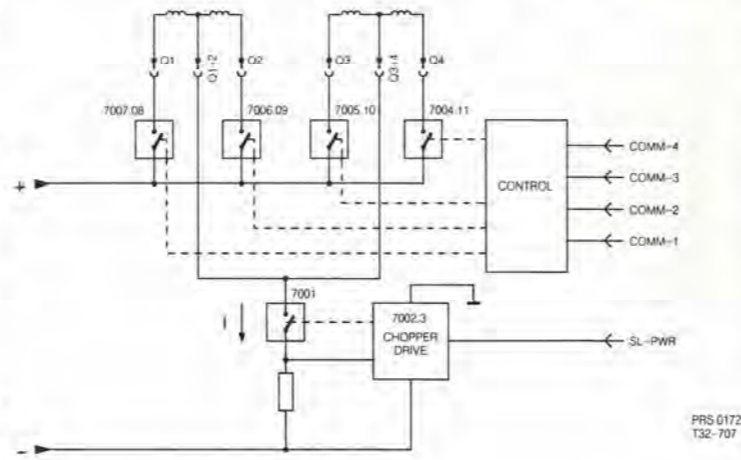 Q1
Q1-2
Q2
Q3
Q3-4
Q4
7007.08
7006.09
7005.10
7004.11
COMM-4
COMM-3
CONTROL
COMM-2
COMM-1
+
7001
I
7002.3
CHOPPER
DRIVE
SL-PWR
-
PRS 0172
T32-707